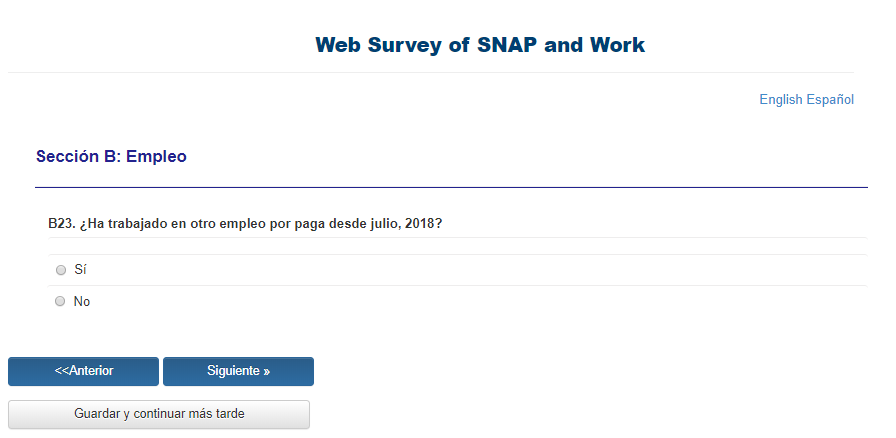 Web Survey of SNAP and Work
English Español
Sección B: Empleo
B23. ¿Ha trabajado en otro empleo por paga desde julio, 2018?
Sí
No
<<Anterior
Siguiente »
Guardar y continuar más tarde